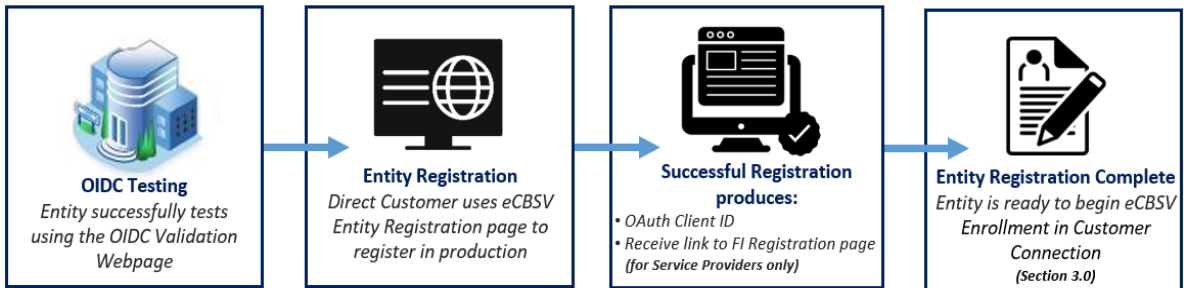 OIDC Testing
Entity successfully tests
using the OIDC Validation
Webpage
Entity Registration
Direct Customer uses eCBSV
Entity Registration page to
register in production
Successful Registration
produces:
• OAuth Client ID
• Receive link to FI Registration page
(for Service Providers only)
Entity Registration Complete
Entity is ready to begin eCBSV
Enrollment in Customer
Connection
(Section 3.0)